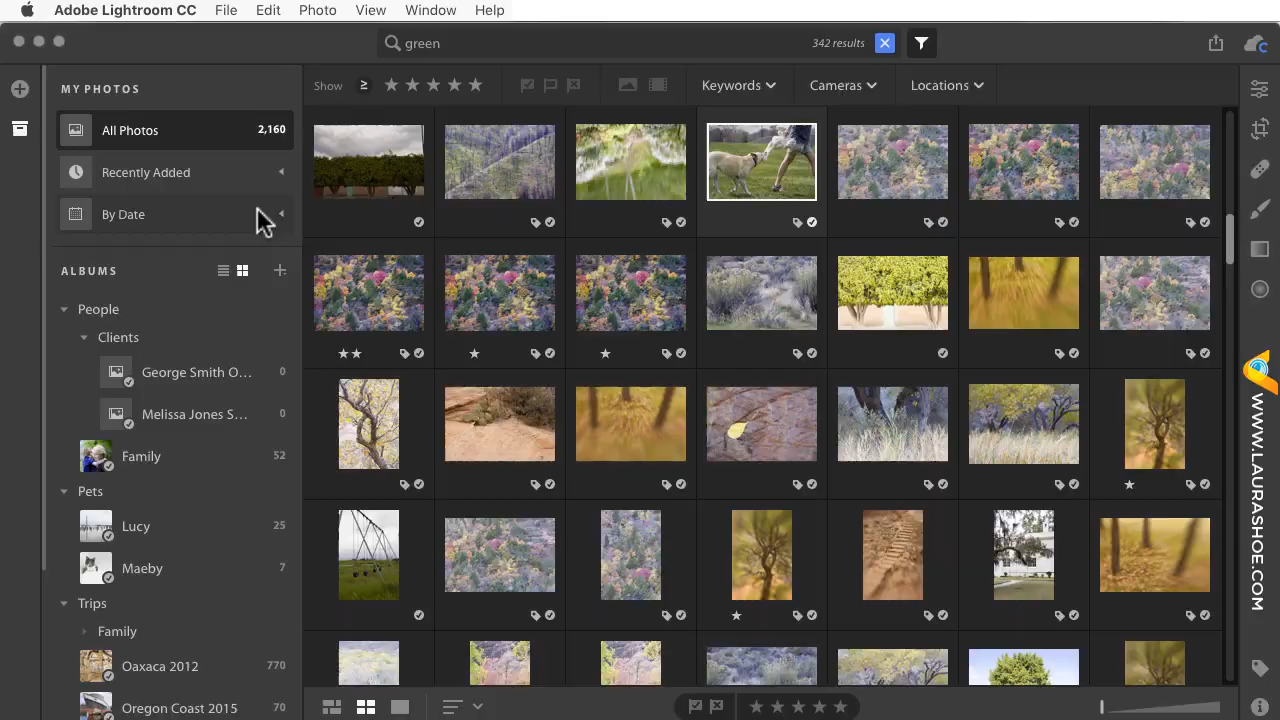 Adobe Lightroom CC File Edit Photo View Window Help
green 342 results
MY PHOTOS
Show ≥ Keywords Cameras Locations
All Photos 2,160
Recently Added
By Date
ALBUMS
People
Clients
George Smith O... 0
Melissa Jones S... 0
Family 52
Pets
Lucy 25
Maeby 7
Trips
Family
Oaxaca 2012 770
Oregon Coast 2015 70
WWW.LAURASHOE.COM